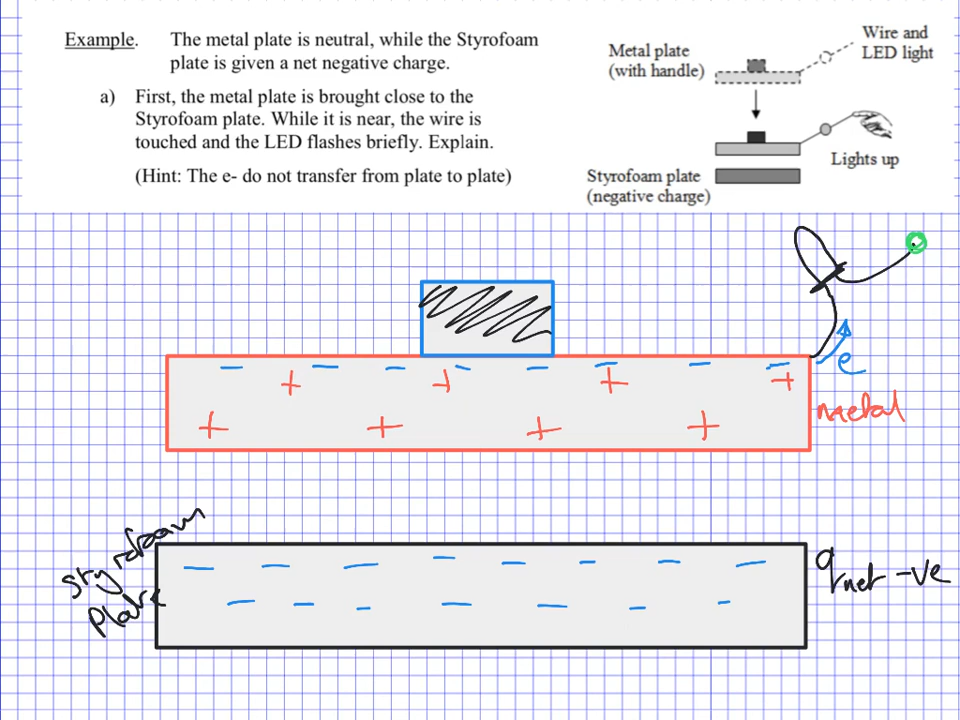 Example. The metal plate is neutral, while the Styrofoam
plate is given a net negative charge.
a) First, the metal plate is brought close to the
Styrofoam plate. While it is near, the wire is
touched and the LED flashes briefly. Explain.
(Hint: The e- do not transfer from plate to plate)
Metal plate
(with handle)
Wire and
LED light
Lights up
Styrofoam plate
(negative charge)
e
metal
Styrofoam
Plate
qnet -ve